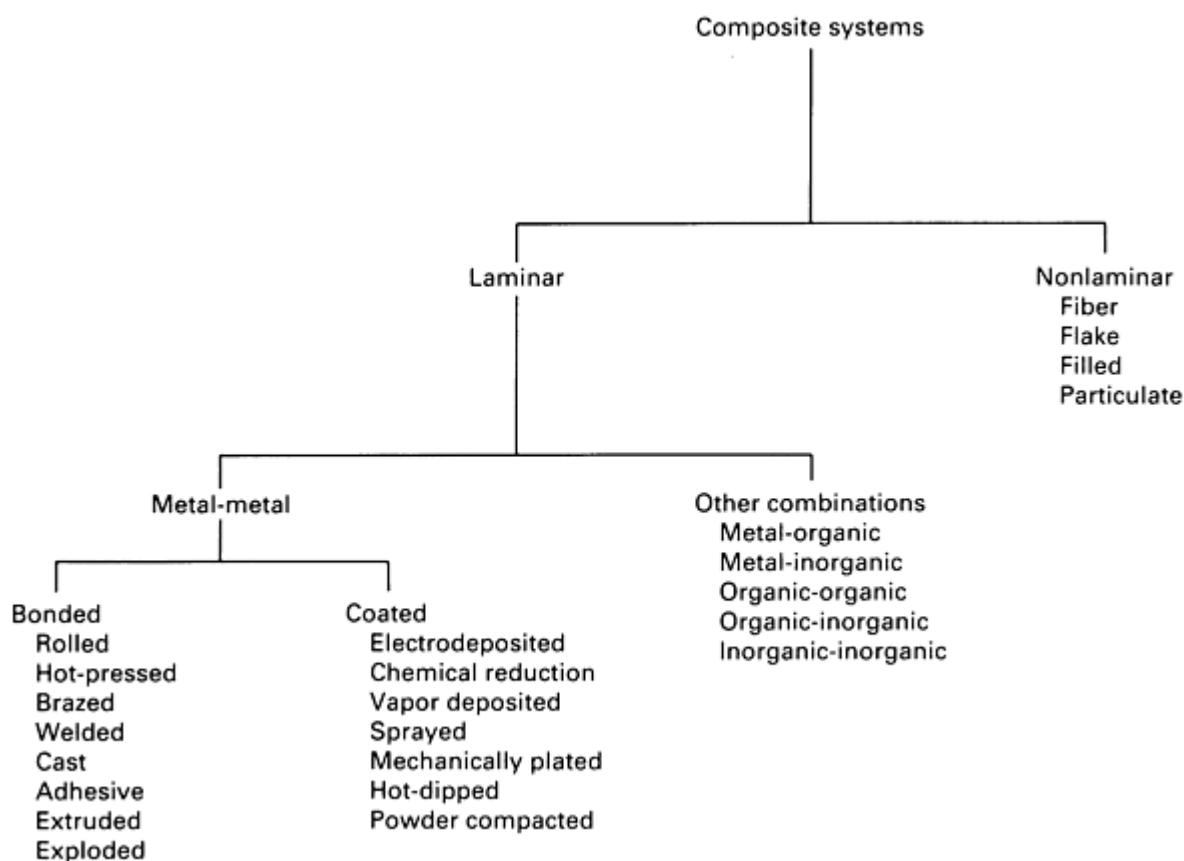 Composite systems
Laminar
Nonlaminar
Fiber
Flake
Filled
Particulate
Metal-metal
Other combinations
Metal-organic
Metal-inorganic
Organic-organic
Organic-inorganic
Inorganic-inorganic
Bonded
Rolled
Hot-pressed
Brazed
Welded
Cast
Adhesive
Extruded
Exploded
Coated
Electrodeposited
Chemical reduction
Vapor deposited
Sprayed
Mechanically plated
Hot-dipped
Powder compacted